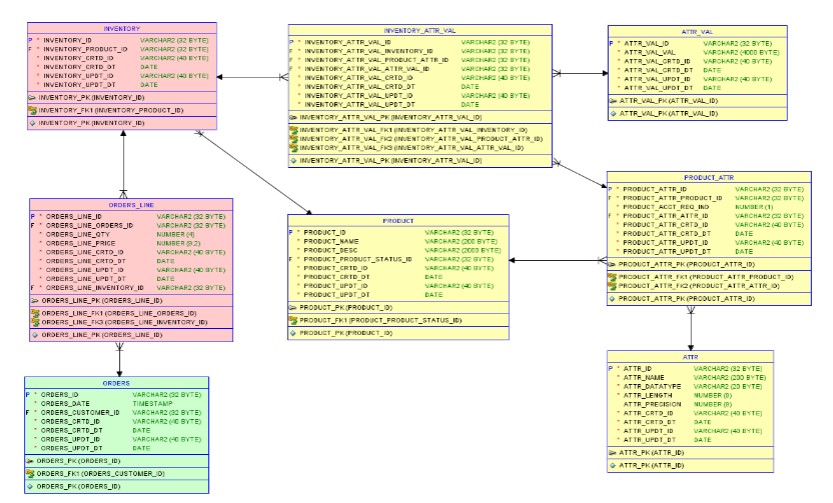 INVENTORY
P * INVENTORY_ID VARCHAR2 (32 BYTE)
F * INVENTORY_PRODUCT_ID VARCHAR2 (32 BYTE)
* INVENTORY_CRTD_ID VARCHAR2 (40 BYTE)
* INVENTORY_CRTD_DT DATE
* INVENTORY_UPDT_ID VARCHAR2 (40 BYTE)
* INVENTORY_UPDT_DT DATE
INVENTORY_PK (INVENTORY_ID)
INVENTORY_FK1 (INVENTORY_PRODUCT_ID)
INVENTORY_PK (INVENTORY_ID)
INVENTORY_ATTR_VAL
P * INVENTORY_ATTR_VAL_ID VARCHAR2 (32 BYTE)
F * INVENTORY_ATTR_VAL_INVENTORY_ID VARCHAR2 (32 BYTE)
F * INVENTORY_ATTR_VAL_PRODUCT_ATTR_ID VARCHAR2 (32 BYTE)
F * INVENTORY_ATTR_VAL_ATTR_VAL_ID VARCHAR2 (32 BYTE)
* INVENTORY_ATTR_VAL_CRTD_ID VARCHAR2 (40 BYTE)
* INVENTORY_ATTR_VAL_CRTD_DT DATE
* INVENTORY_ATTR_VAL_UPDT_ID VARCHAR2 (40 BYTE)
* INVENTORY_ATTR_VAL_UPDT_DT DATE
INVENTORY_ATTR_VAL_PK (INVENTORY_ATTR_VAL_ID)
INVENTORY_ATTR_VAL_FK1 (INVENTORY_ATTR_VAL_INVENTORY_ID)
INVENTORY_ATTR_VAL_FK2 (INVENTORY_ATTR_VAL_PRODUCT_ATTR_ID)
INVENTORY_ATTR_VAL_FK3 (INVENTORY_ATTR_VAL_ATTR_VAL_ID)
INVENTORY_ATTR_VAL_PK (INVENTORY_ATTR_VAL_ID)
ATTR_VAL
P * ATTR_VAL_ID VARCHAR2 (32 BYTE)
* ATTR_VAL_VAL VARCHAR2 (4000 BYTE)
* ATTR_VAL_CRTD_ID VARCHAR2 (40 BYTE)
* ATTR_VAL_CRTD_DT DATE
* ATTR_VAL_UPDT_ID VARCHAR2 (40 BYTE)
* ATTR_VAL_UPDT_DT DATE
ATTR_VAL_PK (ATTR_VAL_ID)
ATTR_VAL_PK (ATTR_VAL_ID)
ORDERS_LINE
P * ORDERS_LINE_ID VARCHAR2 (32 BYTE)
F * ORDERS_LINE_ORDERS_ID VARCHAR2 (32 BYTE)
* ORDERS_LINE_QTY NUMBER (4)
* ORDERS_LINE_PRICE NUMBER (9,2)
* ORDERS_LINE_CRTD_ID VARCHAR2 (40 BYTE)
* ORDERS_LINE_CRTD_DT DATE
* ORDERS_LINE_UPDT_ID VARCHAR2 (40 BYTE)
* ORDERS_LINE_UPDT_DT DATE
F * ORDERS_LINE_INVENTORY_ID VARCHAR2 (32 BYTE)
ORDERS_LINE_PK (ORDERS_LINE_ID)
ORDERS_LINE_FK1 (ORDERS_LINE_ORDERS_ID)
ORDERS_LINE_FK3 (ORDERS_LINE_INVENTORY_ID)
ORDERS_LINE_PK (ORDERS_LINE_ID)
PRODUCT
P * PRODUCT_ID VARCHAR2 (32 BYTE)
* PRODUCT_NAME VARCHAR2 (200 BYTE)
* PRODUCT_DESC VARCHAR2 (2000 BYTE)
F * PRODUCT_PRODUCT_STATUS_ID VARCHAR2 (32 BYTE)
* PRODUCT_CRTD_ID VARCHAR2 (40 BYTE)
* PRODUCT_CRTD_DT DATE
* PRODUCT_UPDT_ID VARCHAR2 (40 BYTE)
* PRODUCT_UPDT_DT DATE
PRODUCT_PK (PRODUCT_ID)
PRODUCT_FK1 (PRODUCT_PRODUCT_STATUS_ID)
PRODUCT_PK (PRODUCT_ID)
PRODUCT_ATTR
P * PRODUCT_ATTR_ID VARCHAR2 (32 BYTE)
F * PRODUCT_ATTR_PRODUCT_ID VARCHAR2 (32 BYTE)
* PRODUCT_ACCT_REQ_IND NUMBER (1)
F * PRODUCT_ATTR_ATTR_ID VARCHAR2 (32 BYTE)
* PRODUCT_ATTR_CRTD_ID VARCHAR2 (40 BYTE)
* PRODUCT_ATTR_CRTD_DT DATE
* PRODUCT_ATTR_UPDT_ID VARCHAR2 (40 BYTE)
* PRODUCT_ATTR_UPDT_DT DATE
PRODUCT_ATTR_PK (PRODUCT_ATTR_ID)
PRODUCT_ATTR_FK1 (PRODUCT_ATTR_PRODUCT_ID)
PRODUCT_ATTR_FK2 (PRODUCT_ATTR_ATTR_ID)
PRODUCT_ATTR_PK (PRODUCT_ATTR_ID)
ORDERS
P * ORDERS_ID VARCHAR2 (32 BYTE)
* ORDERS_DATE TIMESTAMP
F * ORDERS_CUSTOMER_ID VARCHAR2 (32 BYTE)
* ORDERS_CRTD_ID VARCHAR2 (40 BYTE)
* ORDERS_CRTD_DT DATE
* ORDERS_UPDT_ID VARCHAR2 (40 BYTE)
* ORDERS_UPDT_DT DATE
ORDERS_PK (ORDERS_ID)
ORDERS_FK1 (ORDERS_CUSTOMER_ID)
ORDERS_PK (ORDERS_ID)
ATTR
P * ATTR_ID VARCHAR2 (32 BYTE)
* ATTR_NAME VARCHAR2 (200 BYTE)
* ATTR_DATATYPE VARCHAR2 (20 BYTE)
* ATTR_LENGTH NUMBER
ATTR_PRECISION NUMBER
* ATTR_CRTD_ID VARCHAR2 (40 BYTE)
* ATTR_CRTD_DT DATE
* ATTR_UPDT_ID VARCHAR2 (40 BYTE)
* ATTR_UPDT_DT DATE
ATTR_PK (ATTR_ID)
ATTR_PK (ATTR_ID)